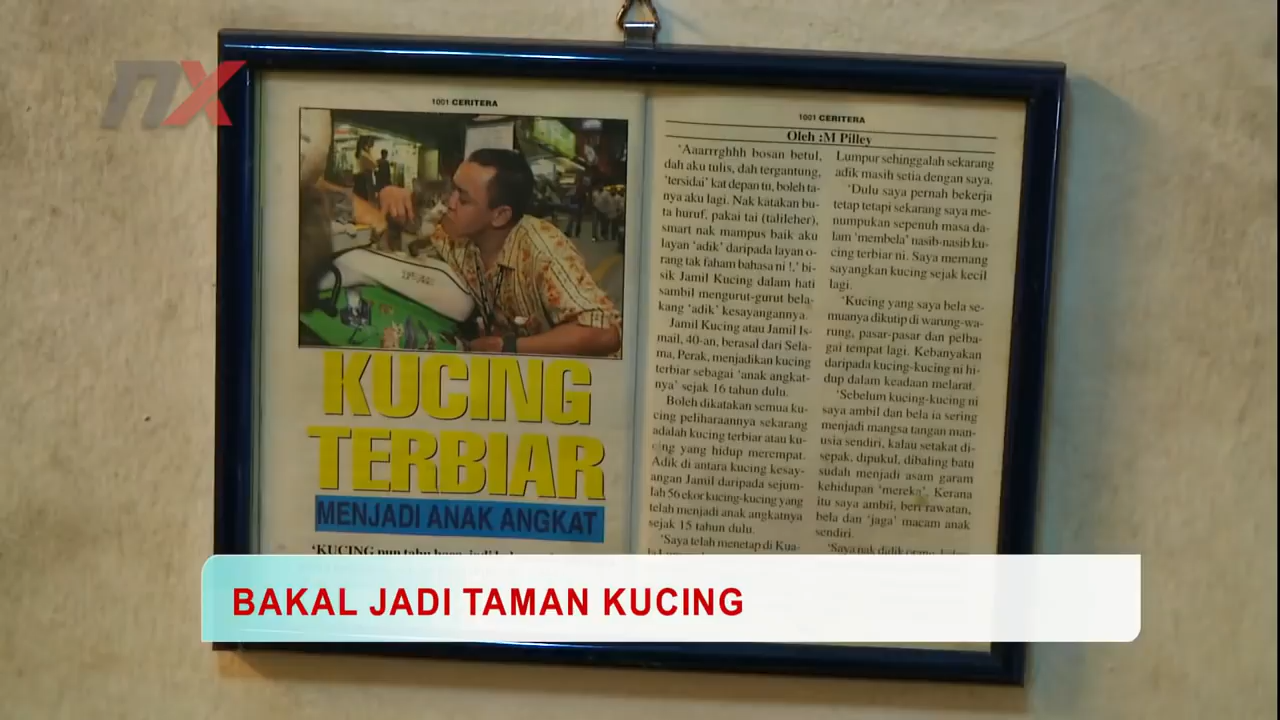 nx
1001 CERITERA
KUCING
TERBIAR
MENJADI ANAK ANGKAT
'KUCING pun tahu
1001 CERITERA
Oleh :M Pilley
'Aaarrrghhh bosan betul,
dah aku tulis, dah tergantung,
'tersidai' kat depan tu, boleh ta-
nya aku lagi. Nak katakan bu-
ta huruf, pakai tai (talileher),
smart nak mampus baik aku
layan 'adik' daripada layan o-
rang tak faham bahasa ni !.' bi-
sik Jamil Kucing dalam hati
sambil mengurut-gurut bela-
kang 'adik' kesayangannya.
Jamil Kucing atau Jamil Is-
mail, 40-an, berasal dari Sela-
ma, Perak, menjadikan kucing
terbiar sebagai 'anak angkat-
nya' sejak 16 tahun dulu.
Boleh dikatakan semua ku-
cing peliharaannya sekarang
adalah kucing terbiar atau ku-
cing yang hidup merempat.
Adik di antara kucing kesay-
angan Jamil daripada sejum-
lah 56 ekor kucing-kucing yang
telah menjadi anak angkatnya
sejak 15 tahun dulu.
'Saya telah menetap di Kua-
Lumpur sehinggalah sekarang
adik masih setia dengan saya.
'Dulu saya pernah bekerja
tetap tetapi sekarang saya me-
numpukan sepenuh masa da-
lam 'membela' nasib-nasib ku-
cing terbiar ni. Saya memang
sayangkan kucing sejak kecil
lagi.
'Kucing yang saya bela se-
muanya dikutip di warung-wa-
rung, pasar-pasar dan pelba-
gai tempat lagi. Kebanyakan
daripada kucing-kucing ni hi-
dup dalam keadaan melarat.
'Sebelum kucing-kucing ni
saya ambil dan bela ia sering
menjadi mangsa tangan man-
usia sendiri, kalau setakat di-
sepak, dipukul, dibaling batu
sudah menjadi asam garam
kehidupan 'mereka'. Kerana
itu saya ambil, beri rawatan,
bela dan 'jaga' macam anak
sendiri.
'Saya nak didik
BAKAL JADI TAMAN KUCING